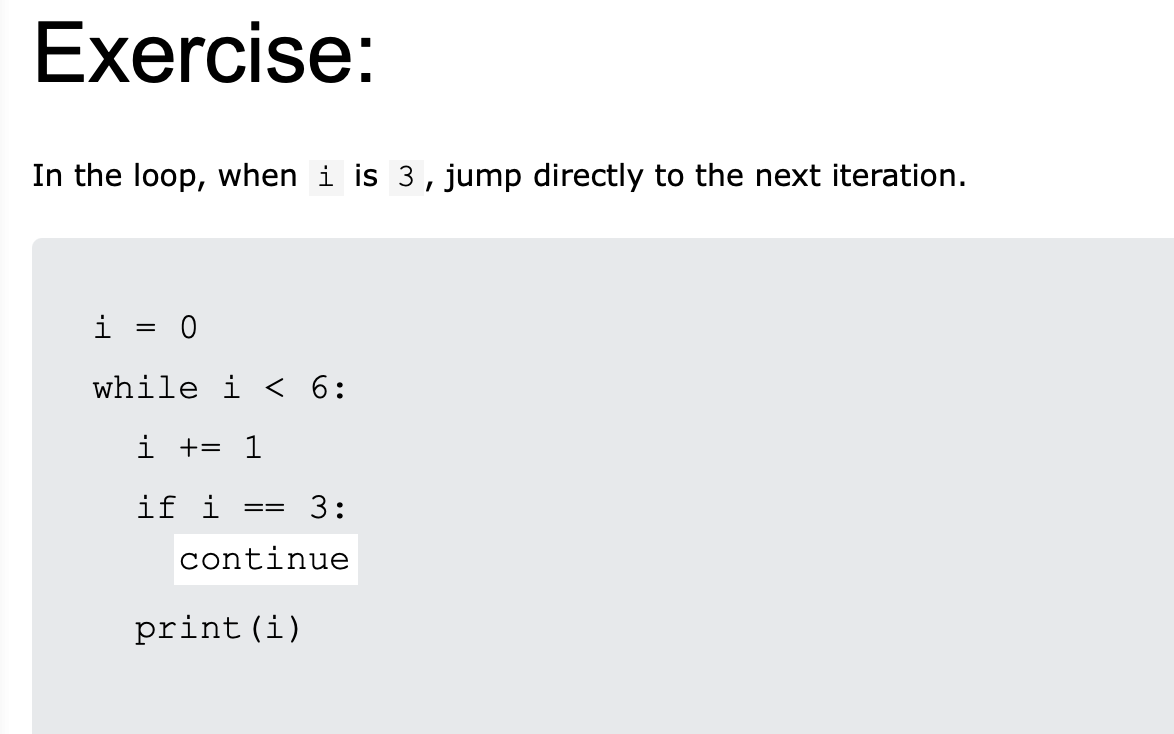 Exercise:
In the loop, when i is 3, jump directly to the next iteration.
i = 0
while i < 6:
  i += 1
  if i == 3:
    continue
  print(i)